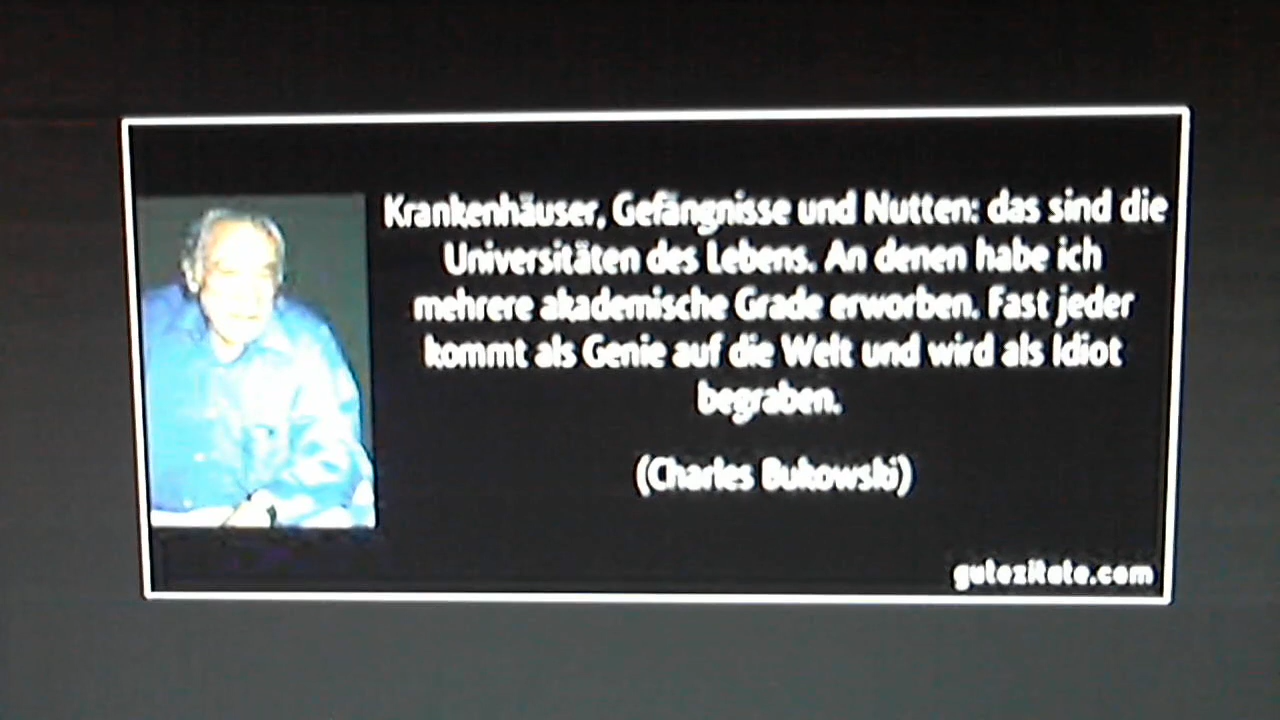 Krankenhäuser, Gefängnisse und Nutten: das sind die
Universitäten des Lebens. An denen habe ich
mehrere akademische Grade erworben. Fast jeder
kommt als Genie auf die Welt und wird als Idiot
begraben.
(Charles Bukowski)
gutezitate.com